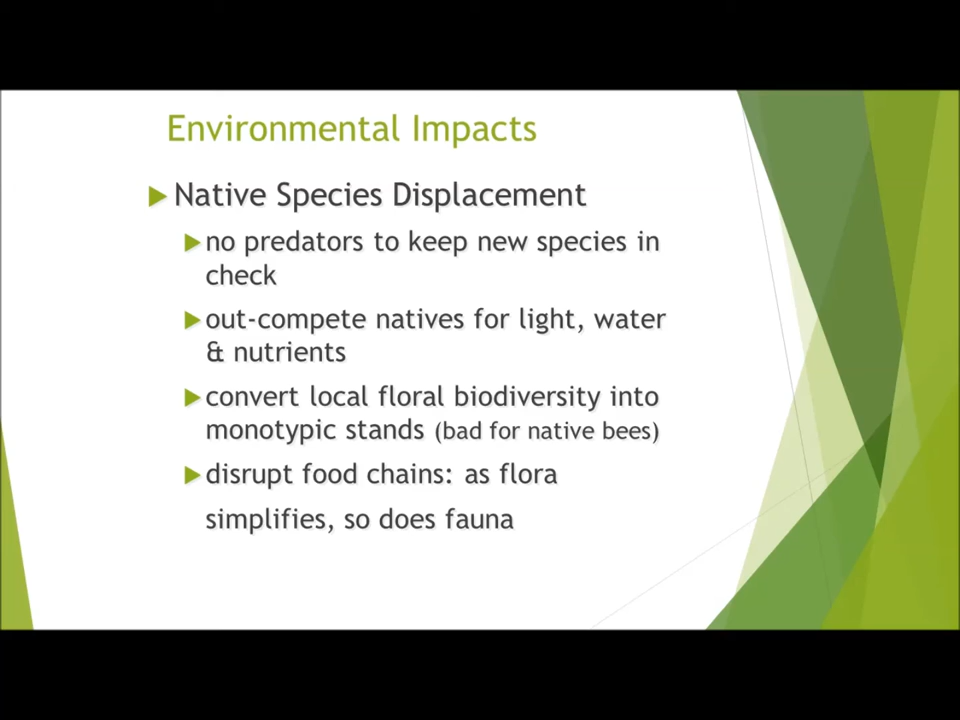 Environmental Impacts
Native Species Displacement
no predators to keep new species in
check
out-compete natives for light, water
& nutrients
convert local floral biodiversity into
monotypic stands (bad for native bees)
disrupt food chains: as flora
simplifies, so does fauna